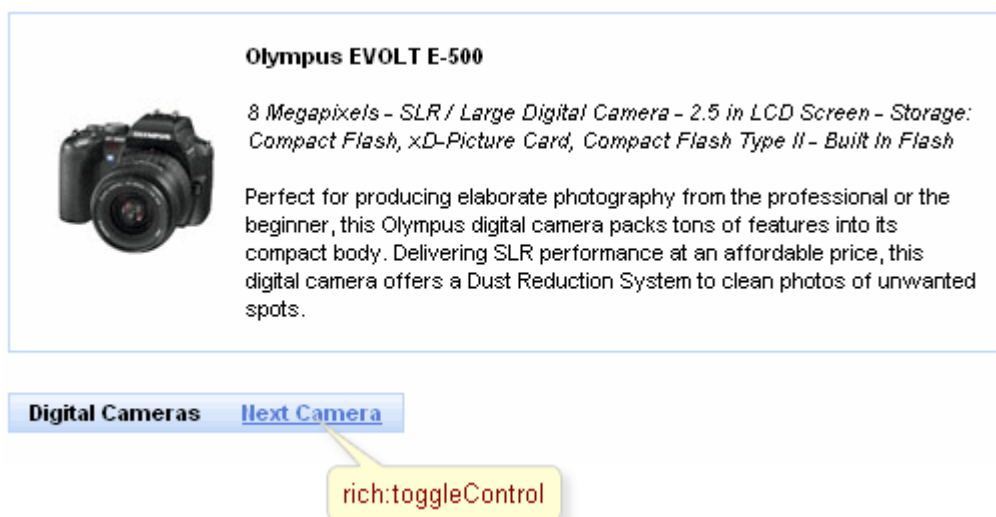 Olympus EVOLT E-500
8 Megapixels - SLR / Large Digital Camera - 2.5 in LCD Screen - Storage:
Compact Flash, xD-Picture Card, Compact Flash Type II - Built In Flash
Perfect for producing elaborate photography from the professional or the
beginner, this Olympus digital camera packs tons of features into its
compact body. Delivering SLR performance at an affordable price, this
digital camera offers a Dust Reduction System to clean photos of unwanted
spots.
Digital Cameras Next Camera
rich:toggleControl